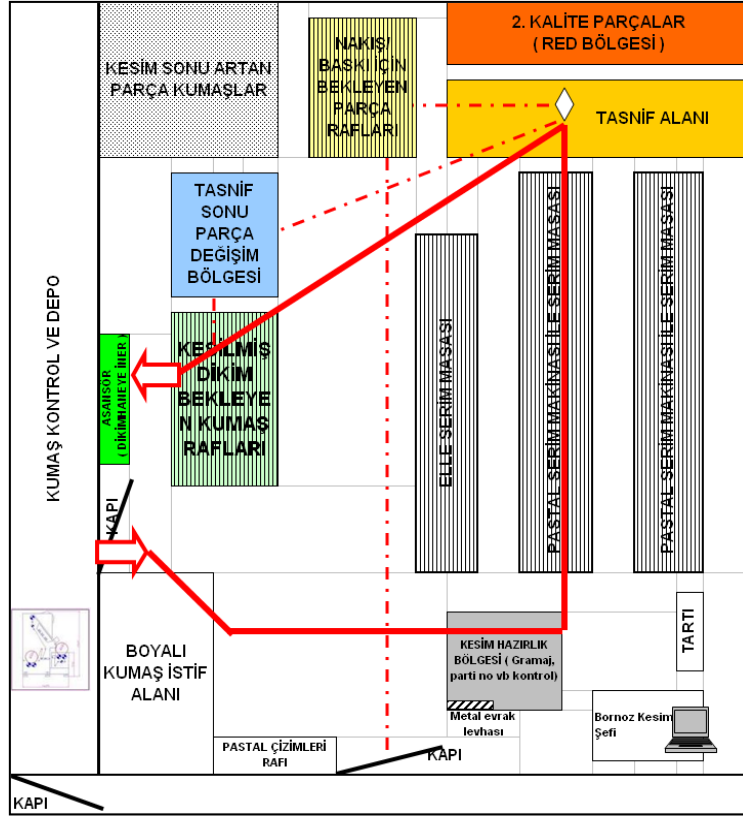 KESİM SONU ARTAN
PARÇA KUMAŞLAR
NAKIŞ/
BASKI İÇİN
BEKLEYEN
PARÇA
RAFLARI
2. KALİTE PARÇALAR
( RED BÖLGESİ )
TASNİF ALANI
TASNİF
SONU
PARÇA
DEĞİŞİM
BÖLGESİ
KESİLMİŞ
DİKİM
BEKLEYE
N KUMAŞ
RAFLARI
ASANSÖR
( DİKİMHANEYE İNER )
KUMAŞ KONTROL VE DEPO
KAPI
ELLE SERİM MASASI
PASTAL SERİM MAKİNASI İLE SERİM MASASI
PASTAL SERİM MAKİNASI İLE SERİM MASASI
BOYALI
KUMAŞ İSTİF
ALANI
KESİM HAZIRLIK
BÖLGESİ ( Gramaj,
parti no vb kontrol)
TARTI
Metal evrak
levhası
Bornoz Kesim
Şefi
PASTAL ÇİZİMLERİ
RAFI
KAPI
KAPI